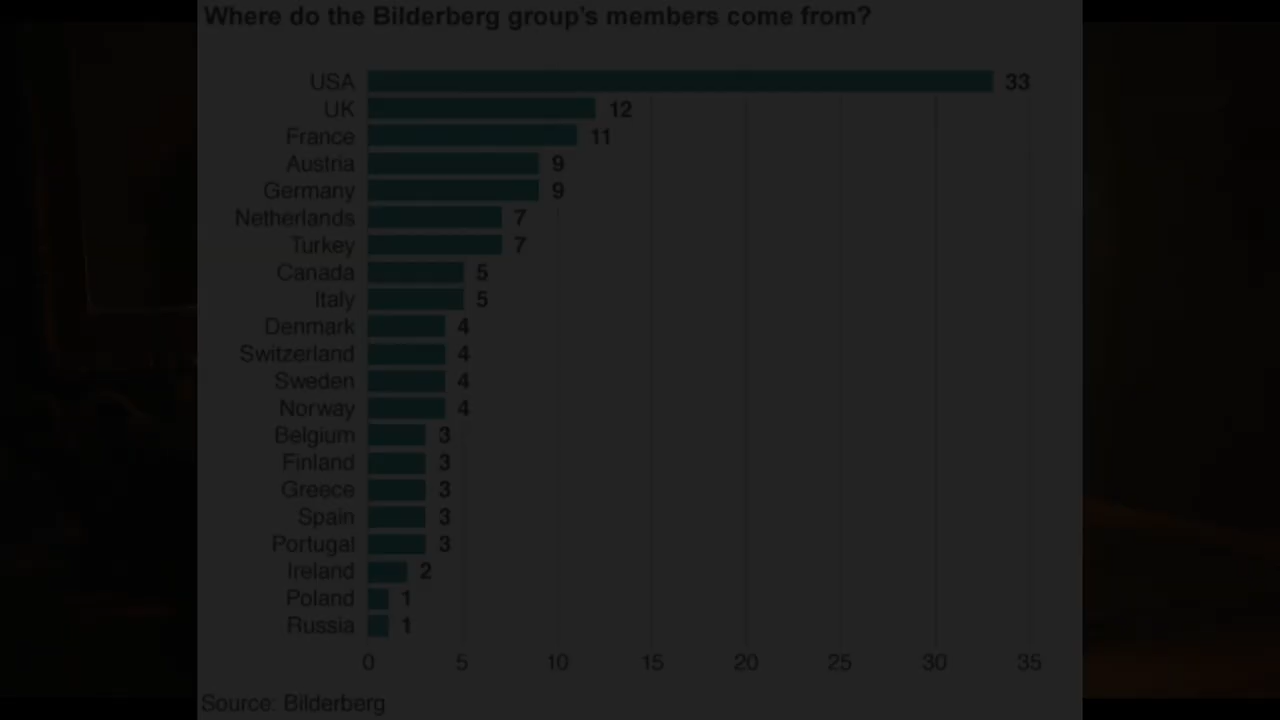 Where do the Bilderberg group's members come from?
USA 33
UK 12
France 11
Austria 9
Germany 9
Netherlands 7
Turkey 7
Canada 5
Italy 5
Denmark 4
Switzerland 4
Sweden 4
Norway 4
Belgium 3
Finland 3
Greece 3
Spain 3
Portugal 3
Ireland 2
Poland 1
Russia 1
0 5 10 15 20 25 30 35
Source: Bilderberg